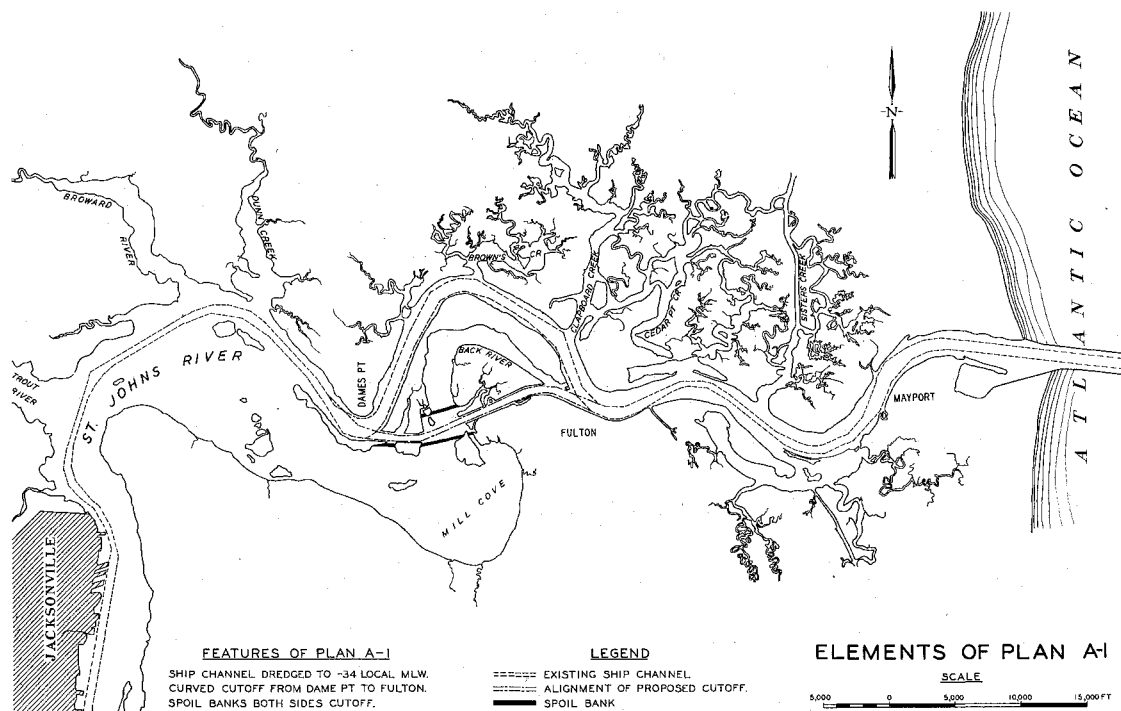 N
ATLANTIC OCEAN
BROWARD RIVER
DUNN'S CREEK
BROWN'S CR.
CLAPBOARD CREEK
CEDAR PT CR
SISTERS CREEK
TROUT RIVER
ST. JOHNS RIVER
DAMES PT
BACK RIVER
FULTON
MAYPORT
MILL COVE
JACKSONVILLE
FEATURES OF PLAN A-1
SHIP CHANNEL DREDGED TO -34 LOCAL MLW.
CURVED CUTOFF FROM DAME PT TO FULTON.
SPOIL BANKS BOTH SIDES CUTOFF.
LEGEND
EXISTING SHIP CHANNEL
ALIGNMENT OF PROPOSED CUTOFF.
SPOIL BANK
ELEMENTS OF PLAN A-1
SCALE
5,000 0 5,000 10,000 15,000 FT